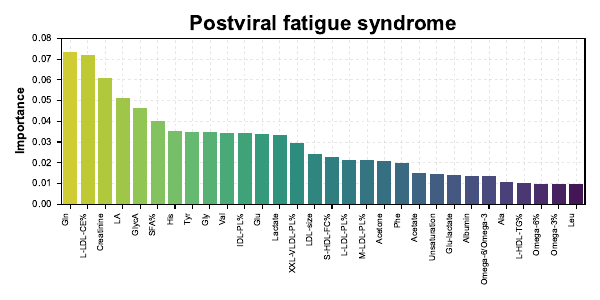 Postviral fatigue syndrome
Importance
0.08
0.07
0.06
0.05
0.04
0.03
0.02
0.01
0.00
Gln
L-LDL-CE%
Creatinine
LA
GlycA
SFA%
His
Tyr
Gly
Val
IDL-PL%
Glu
Lactate
XXL-VLDL-PL%
LDL-size
S-HDL-FC%
L-LDL-PL%
M-LDL-PL%
Acetone
Phe
Acetate
Unsaturation
Glu-lactate
Albumin
Omega-6/Omega-3
Ala
L-HDL-TG%
Omega-6%
Omega-3%
Leu